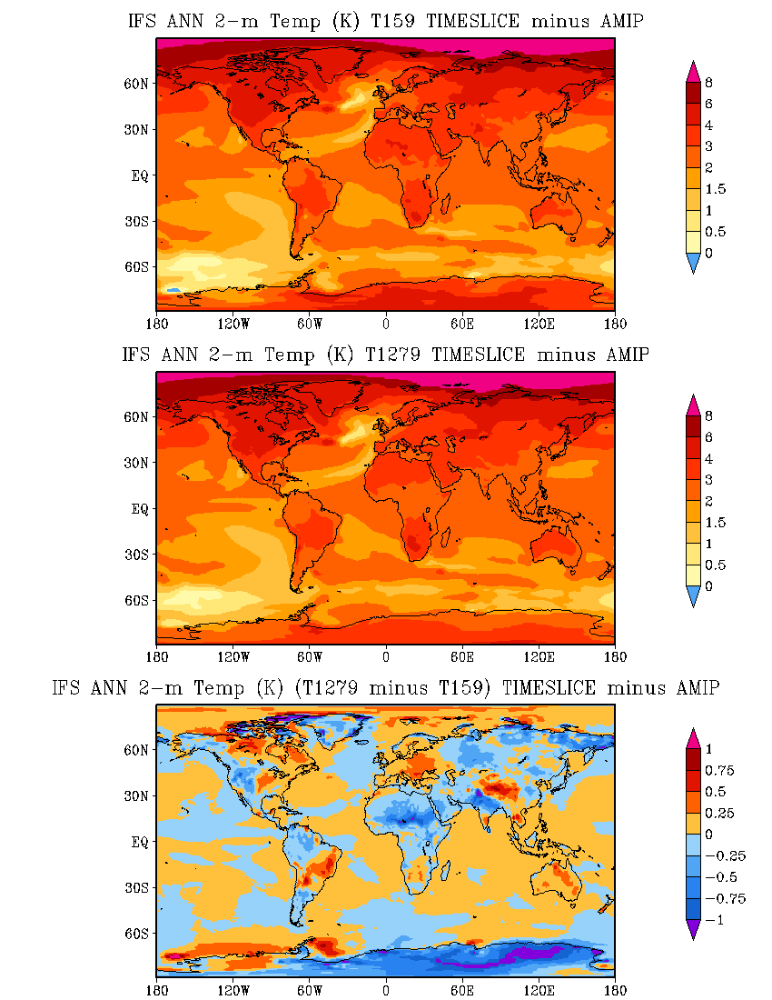 IFS ANN 2-m Temp (K) T159 TIMESLICE minus AMIP
60N
30N
EQ
30S
60S
180 120W 60W 0 60E 120E 180
8
6
4
3
2
1.5
1
0.5
0
IFS ANN 2-m Temp (K) T1279 TIMESLICE minus AMIP
60N
30N
EQ
30S
60S
180 120W 60W 0 60E 120E 180
8
6
4
3
2
1.5
1
0.5
0
IFS ANN 2-m Temp (K) (T1279 minus T159) TIMESLICE minus AMIP
60N
30N
EQ
30S
60S
180 120W 60W 0 60E 120E 180
1
0.75
0.5
0.25
0
-0.25
-0.5
-0.75
-1